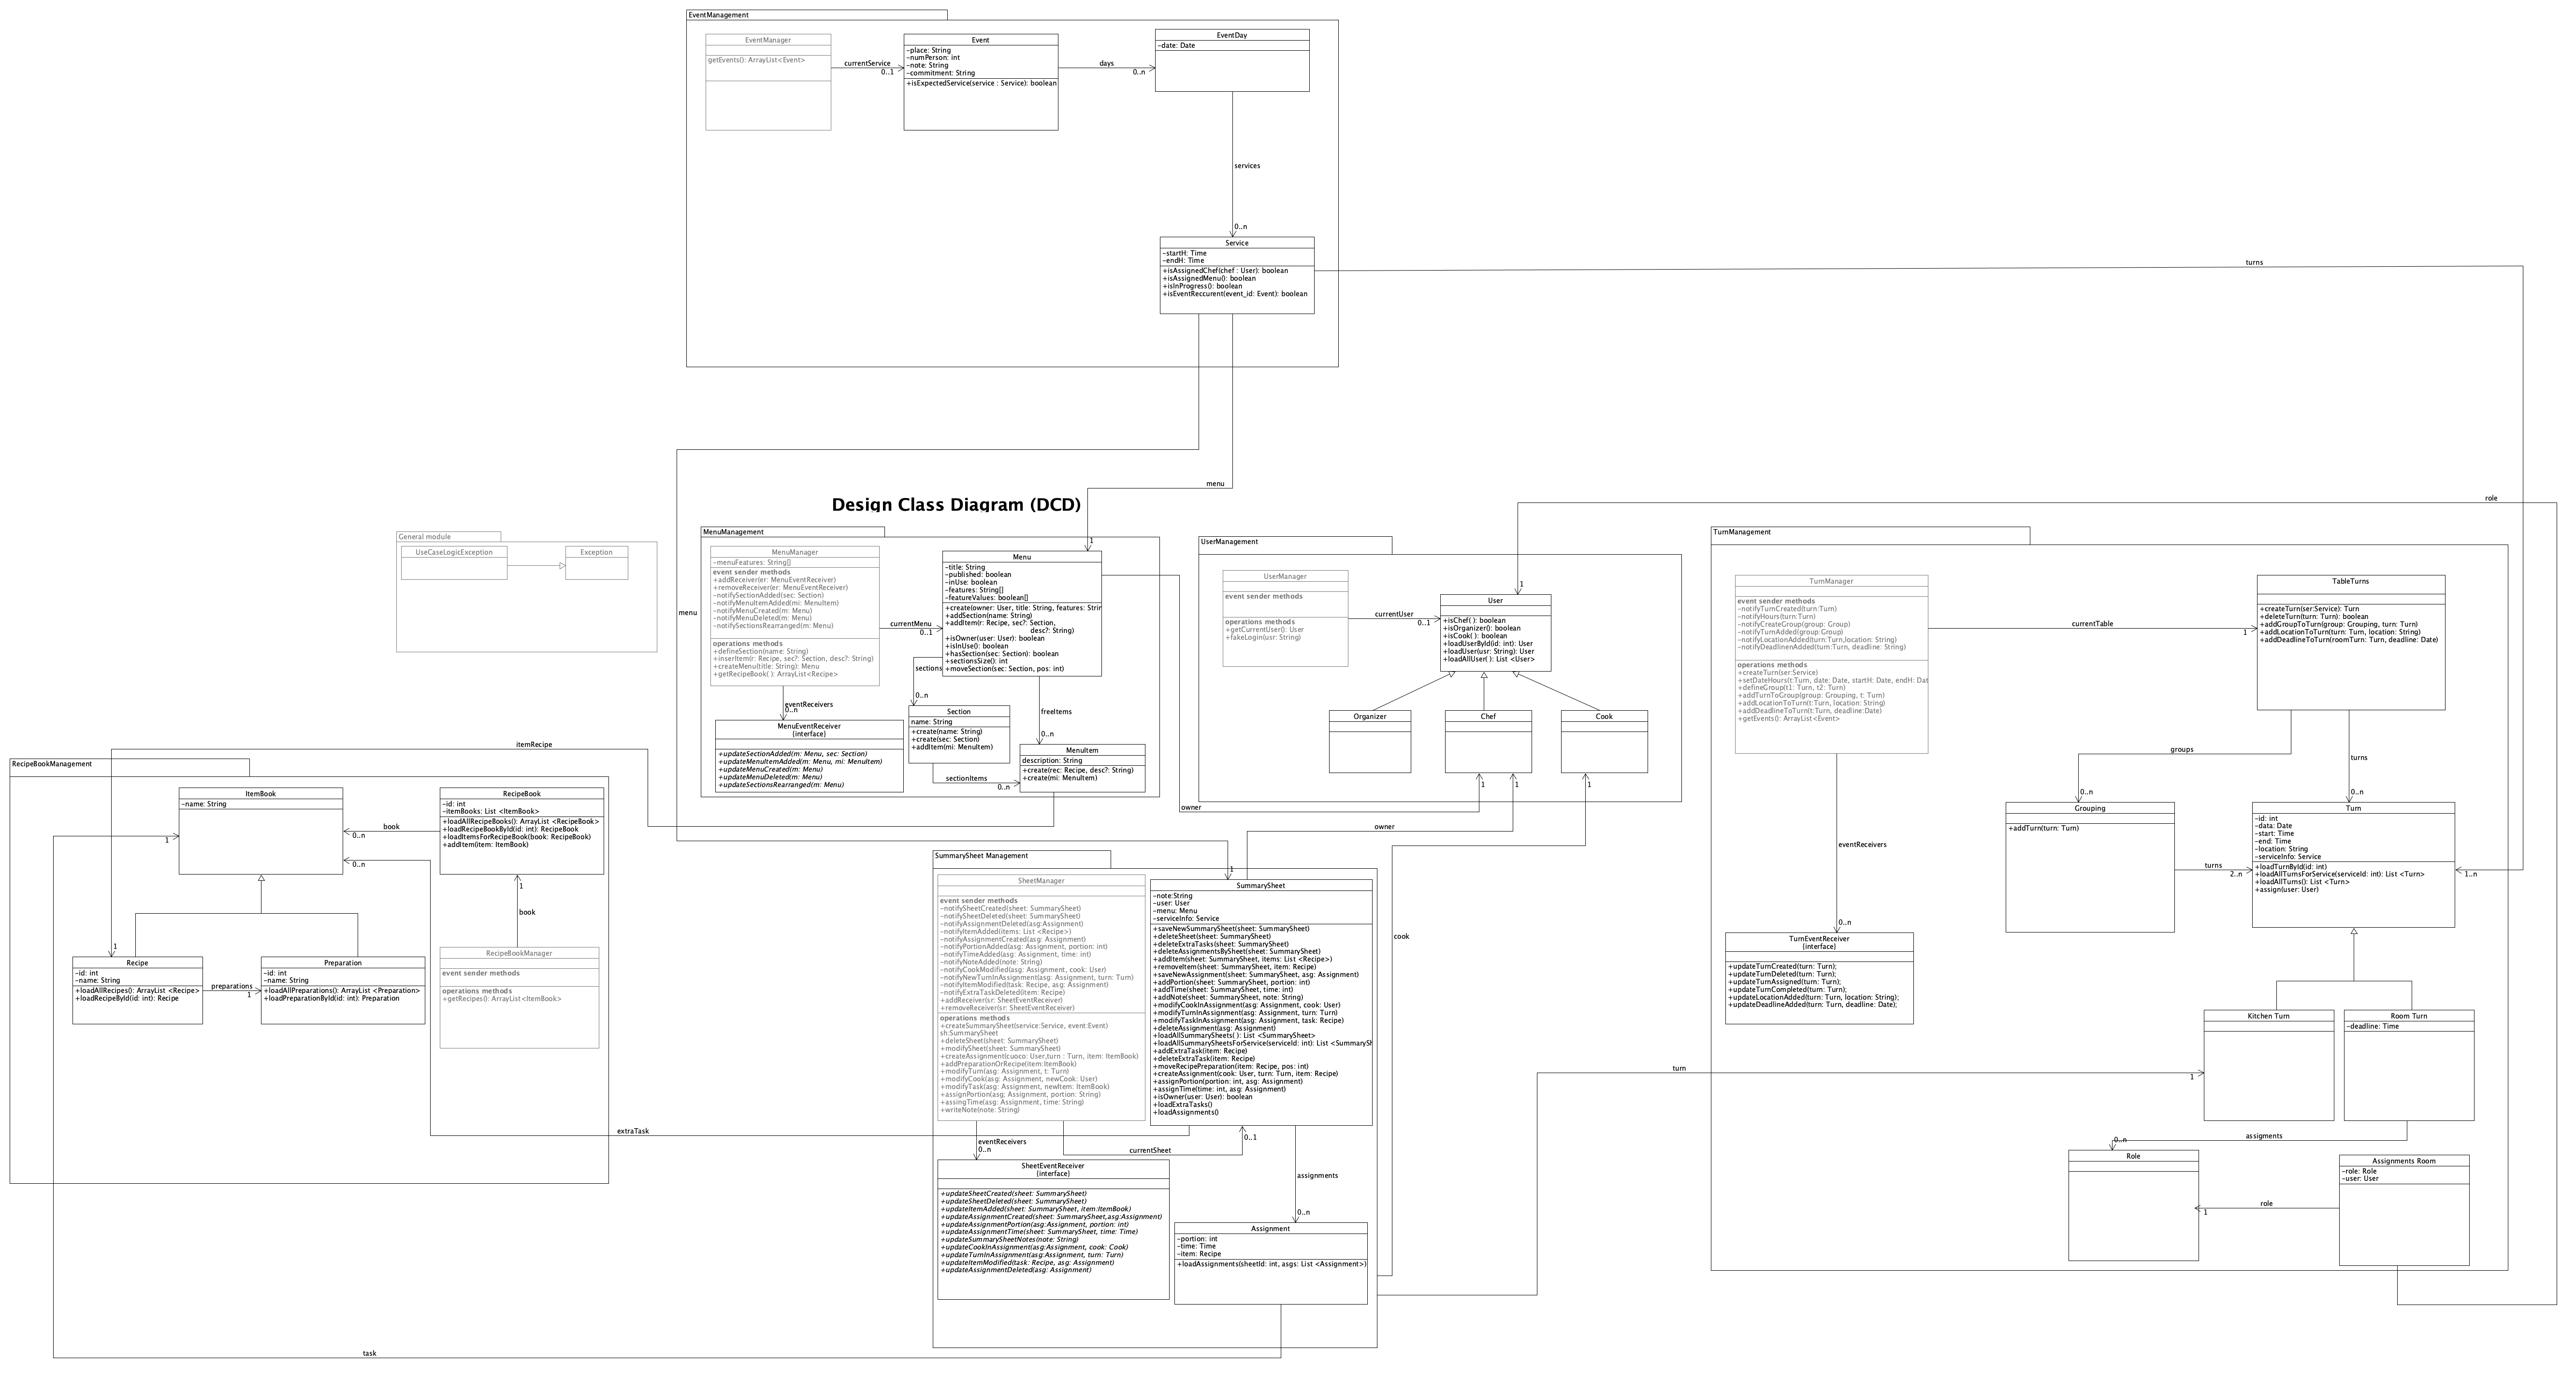 EventManagement
EventManager
getEvents(): ArrayList<Event>
currentService
0..1
Event
-place: String
-numPerson: int
-note: String
-commitment: String
+isExpectedService(service : Service): boolean
days
0..n
EventDay
-date: Date
services
0..n
Service
-startH: Time
-endH: Time
+isAssignedChef(chef : User): boolean
+isAssignedMenu(): boolean
+isInProgress(): boolean
+isEventReccurent(event_id: Event): boolean
turns
menu
role
Design Class Diagram (DCD)
General module
UseCaseLogicException
Exception
menu
MenuManagement
MenuManager
-menuFeatures: String[]
event sender methods
+addReceiver(er: MenuEventReceiver)
+removeReceiver(er: MenuEventReceiver)
-notifySectionAdded(sec: Section)
-notifyMenuItemAdded(mi: MenuItem)
-notifyMenuCreated(m: Menu)
-notifyMenuDeleted(m: Menu)
-notifySectionsRearranged(m: Menu)
operations methods
+defineSection(name: String)
+inserItem(r: Recipe, sec?: Section, desc?: String)
+createMenu(title: String): Menu
+getRecipeBook( ): ArrayList<Recipe>
currentMenu
0..1
1
Menu
-title: String
-published: boolean
-inUse: boolean
-features: String[]
-featureValues: boolean[]
+create(owner: User, title: String, features: Strin
+addSection(name: String)
+addItem(r: Recipe, sec?: Section,
desc?: String)
+isOwner(user: User): boolean
+isInUse(): boolean
+hasSection(sec: Section): boolean
+sectionsSize(): int
+moveSection(sec: Section, pos: int)
eventReceivers
0..n
MenuEventReceiver
{interface}
+updateSectionAdded(m: Menu, sec: Section)
+updateMenuItemAdded(m: Menu, mi: MenuItem)
+updateMenuCreated(m: Menu)
+updateMenuDeleted(m: Menu)
+updateSectionsRearranged(m: Menu)
sections
0..n
Section
name: String
+create(name: String)
+create(sec: Section)
+addItem(mi: MenuItem)
freeItems
0..n
sectionItems
0..n
MenuItem
description: String
+create(rec: Recipe, desc?: String)
+create(mi: MenuItem)
UserManagement
UserManager
event sender methods
operations methods
+getCurrentUser(): User
+fakeLogin(usr: String)
currentUser
0..1
1
User
+isChef( ): boolean
+isOrganizer(): boolean
+isCook( ): boolean
+loadUserById(id: int): User
+loadUser(usr: String): User
+loadAllUser( ): List <User>
Organizer
Chef
Cook
1
1
1
owner
owner
cook
TurnManagement
TurnManager
event sender methods
-notifyTurnCreated(turn:Turn)
-notifyHours(turn:Turn)
-notifyCreateGroup(group: Group)
-notifyTurnAdded(group:Group)
-notifyLocationAdded(turn:Turn,location: String)
-notifyDeadlinenAdded(turn:Turn, deadline: String)
operations methods
+createTurn(ser:Service)
+setDateHours(t:Turn, date: Date, startH: Date, endH: Dat
+defineGroup(t1: Turn, t2: Turn)
+addTurnToGroup(group: Grouping, t: Turn)
+addLocationToTurn(t: Turn, location: String)
+addDeadlineToTurn(t:Turn, deadline:Date)
+getEvents(): ArrayList<Event>
currentTable
1
TableTurns
+createTurn(ser:Service): Turn
+deleteTurn(turn: Turn): boolean
+addGroupToTurn(group: Grouping, turn: Turn)
+addLocationToTurn(turn: Turn, location: String)
+addDeadlineToTurn(roomTurn: Turn, deadline: Date)
groups
0..n
turns
0..n
Grouping
+addTurn(turn: Turn)
turns
2..n
Turn
-id: int
-data: Date
-start: Time
-end: Time
-location: String
-serviceInfo: Service
+loadTurnById(id: int)
+loadAllTurnsForService(serviceId: int): List <Turn>
+loadAllTurns(): List <Turn>
+assign(user: User)
1..n
eventReceivers
0..n
TurnEventReceiver
{interface}
+updateTurnCreated(turn: Turn);
+updateTurnDeleted(turn: Turn);
+updateTurnAssigned(turn: Turn);
+updateTurnCompleted(turn: Turn);
+updateLocationAdded(turn: Turn, location: String);
+updateDeadlineAdded(turn: Turn, deadline: Date);
Kitchen Turn
Room Turn
-deadline: Time
turn
1
assigments
0..n
Role
Assignments Room
-role: Role
-user: User
role
1
itemRecipe
RecipeBookManagement
ItemBook
-name: String
1
book
0..n
0..n
RecipeBook
-id: int
-itemBooks: List <ItemBook>
+loadAllRecipeBooks(): ArrayList <RecipeBook>
+loadRecipeBookById(id: int): RecipeBook
+loadItemsForRecipeBook(book: RecipeBook)
+addItem(item: ItemBook)
1
book
1
Recipe
-id: int
-name: String
+loadAllRecipes(): ArrayList <Recipe>
+loadRecipeById(id: int): Recipe
preparations
1
Preparation
-id: int
-name: String
+loadAllPreparations(): ArrayList <Preparation>
+loadPreparationById(id: int): Preparation
RecipeBookManager
event sender methods
operations methods
+getRecipes(): ArrayList<ItemBook>
extraTask
task
SummarySheet Management
SheetManager
event sender methods
-notifySheetCreated(sheet: SummarySheet)
-notifySheetDeleted(sheet: SummarySheet)
-notifyAssignmentDeleted(asg:Assignment)
-notifyItemAdded(items: List <Recipe>)
-notifyAssignmentCreated(asg: Assignment)
-notifyPortionAdded(asg: Assignment, portion: int)
-notifyTimeAdded(asg: Assignment, time: int)
-notifyNoteAdded(note: String)
-notifyCookModified(asg: Assignment, cook: User)
-notifyNewTurnInAssignment(asg: Assignment, turn: Turn)
-notifyItemModified(task: Recipe, asg: Assignment)
-notifyExtraTaskDeleted(item: Recipe)
+addReceiver(sr: SheetEventReceiver)
+removeReceiver(sr: SheetEventReceiver)
operations methods
+createSummarySheet(service:Service, event:Event)
sh:SummarySheet
+deleteSheet(sheet: SummarySheet)
+modifySheet(sheet: SummarySheet)
+createAssignment(cuoco: User,turn : Turn, item: ItemBook)
+addPreparationOrRecipe(item:ItemBook)
+modifyTurn(asg: Assignment, t: Turn)
+modifyCook(asg: Assignment, newCook: User)
+modifyTask(asg: Assignment, newItem: ItemBook)
+assignPortion(asg; Assignment, portion: String)
+assingTime(asg: Assignment, time: String)
+writeNote(note: String)
1
SummarySheet
-note:String
-user: User
-menu: Menu
-serviceInfo: Service
+saveNewSummarySheet(sheet: SummarySheet)
+deleteSheet(sheet: SummarySheet)
+deleteExtraTasks(sheet: SummarySheet)
+deleteAssignmentsBySheet(sheet: SummarySheet)
+addItem(sheet: SummarySheet, items: List <Recipe>)
+removeItem(sheet: SummarySheet, item: Recipe)
+saveNewAssignment(sheet: SummarySheet, asg: Assignment)
+addPortion(sheet: SummarySheet, portion: int)
+addTime(sheet: SummarySheet, time: int)
+addNote(sheet: SummarySheet, note: String)
+modifyCookInAssignment(asg: Assignment, cook: User)
+modifyTurnInAssignment(asg: Assignment, turn: Turn)
+modifyTaskInAssignment(asg: Assignment, task: Recipe)
+deleteAssignment(asg: Assignment)
+loadAllSummarySheets( ): List <SummarySheet>
+loadAllSummarySheetsForService(serviceId: int): List <SummarySh
+addExtraTask(item: Recipe)
+deleteExtraTask(item: Recipe)
+moveRecipePreparation(item: Recipe, pos: int)
+createAssignment(cook: User, turn: Turn, item: Recipe)
+assignPortion(portion: int, asg: Assignment)
+assignTime(time: int, asg: Assignment)
+isOwner(user: User): boolean
+loadExtraTasks()
+loadAssignments()
eventReceivers
0..n
currentSheet
0..1
assignments
0..n
SheetEventReceiver
{interface}
+updateSheetCreated(sheet: SummarySheet)
+updateSheetDeleted(sheet: SummarySheet)
+updateItemAdded(sheet: SummarySheet, item:ItemBook)
+updateAssignmentCreated(sheet: SummarySheet,asg:Assignment)
+updateAssignmentPortion(asg:Assignment, portion: int)
+updateAssignmentTime(sheet: SummarySheet, time: Time)
+updateSummarySheetNotes(note: String)
+updateCookInAssignment(asg:Assignment, cook: Cook)
+updateTurnInAssignment(asg:Assignment, turn: Turn)
+updateItemModified(task: Recipe, asg: Assignment)
+updateAssignmentDeleted(asg: Assignment)
Assignment
-portion: int
-time: Time
-item: Recipe
+loadAssignments(sheetId: int, asgs: List <Assignment>)